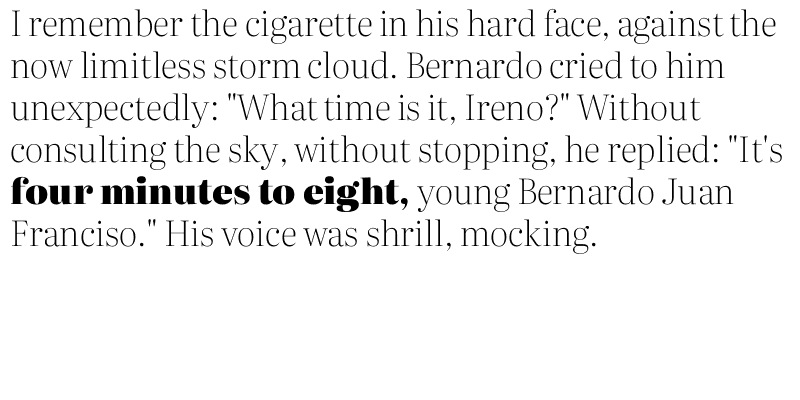 I remember the cigarette in his hard face, against the
now limitless storm cloud. Bernardo cried to him
unexpectedly: "What time is it, Ireno?" Without
consulting the sky, without stopping, he replied: "It's
four minutes to eight, young Bernardo Juan
Franciso." His voice was shrill, mocking.